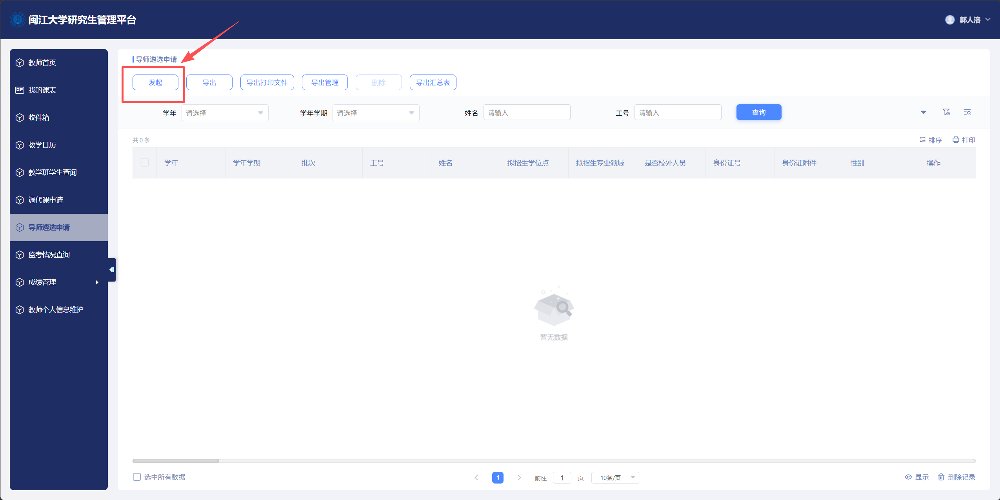 闽江大学研究生管理平台
郭人溶
教师首页
我的课表
收件箱
教学日历
教学班学生查询
调代课申请
导师遴选申请
监考情况查询
成绩管理
教师个人信息维护
导师遴选申请
发起 导出 导出打印文件 导出管理 删除 导出汇总表
学年 请选择 学年学期 请选择 姓名 请输入 工号 请输入 查询
共 0 条 排序 打印
学年 学年学期 批次 工号 姓名 拟招生学位点 拟招生专业领域 是否校外人员 身份证号 身份证附件 性别 操作
暂无数据
选中所有数据 1 前往 1 页 10条/页 显示 删除记录